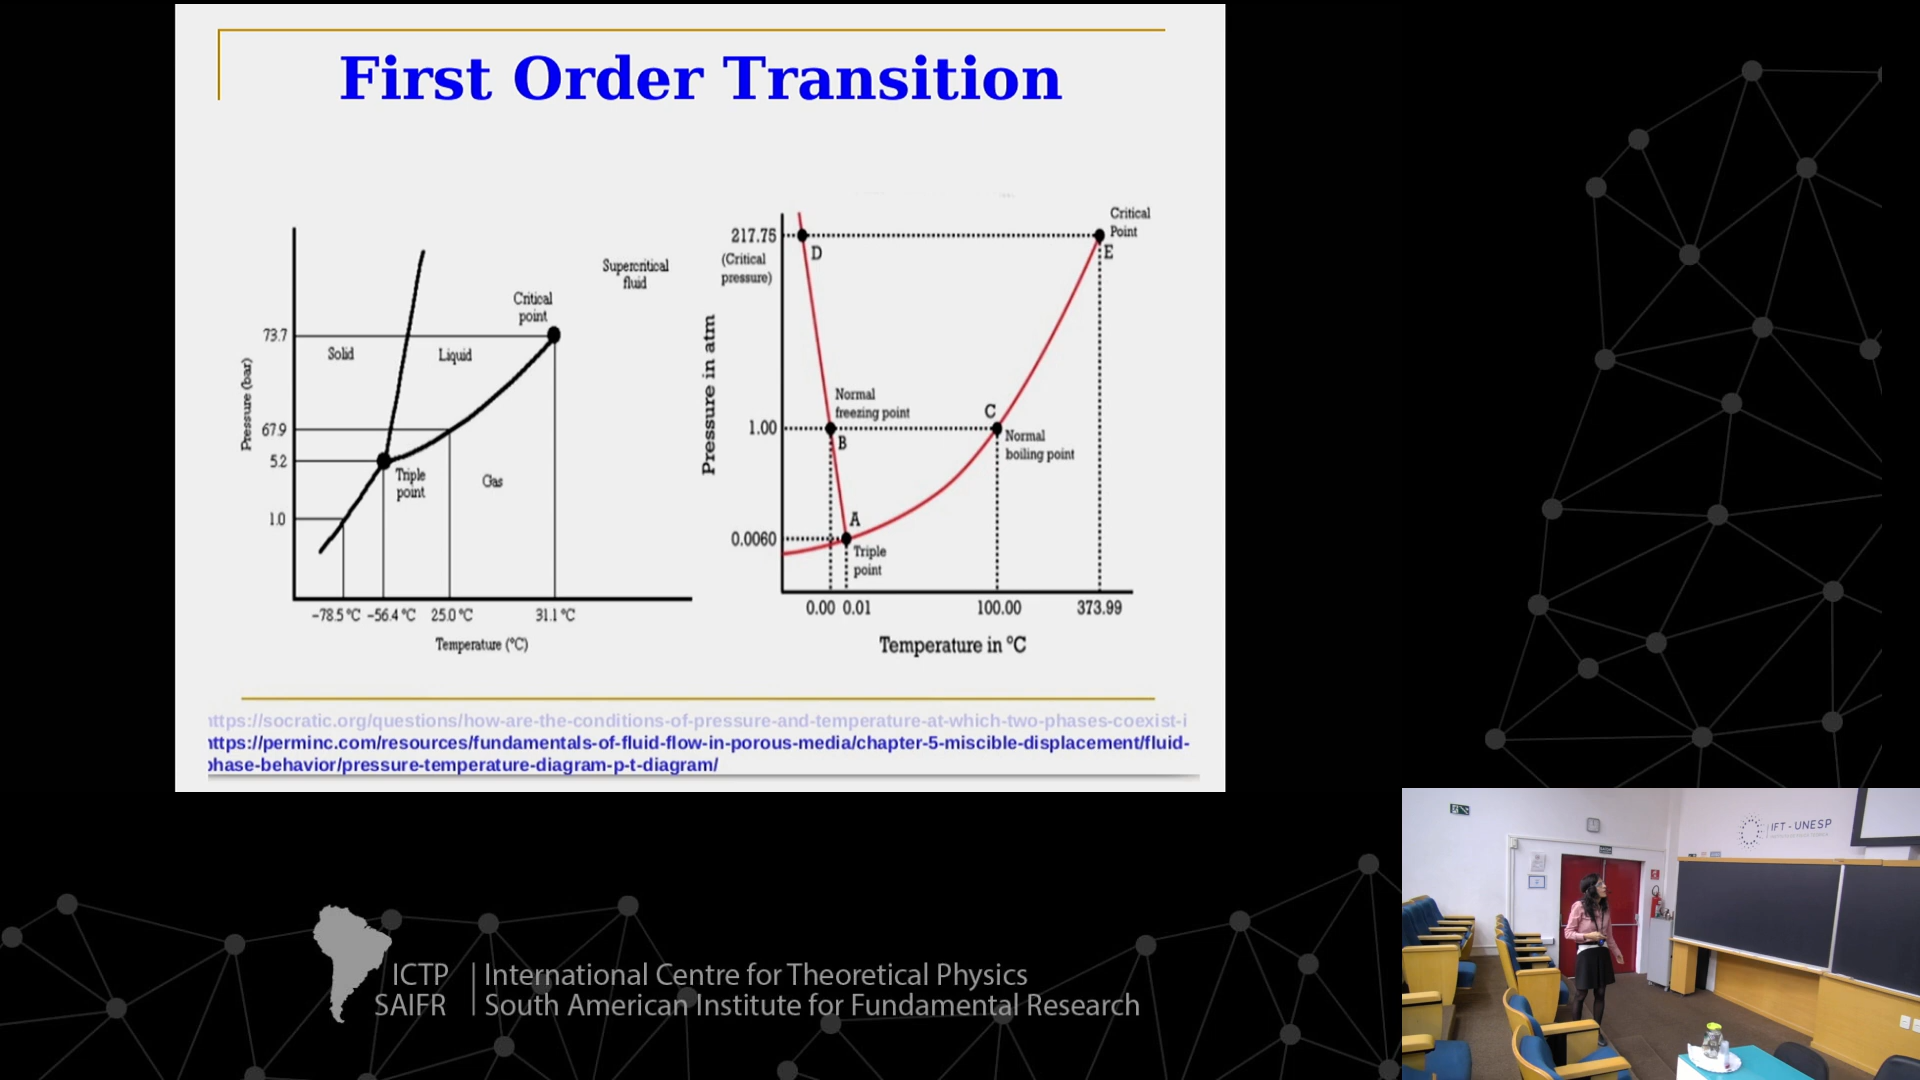 First Order Transition
Critical
point
Supercritical
fluid
73.7
Solid
Liquid
Pressure (bar)
67.9
5.2
Triple
point
Gas
1.0
−78.5 °C −56.4 °C 25.0 °C 31.1 °C
Temperature (°C)
Critical
Point
217.75
(Critical
pressure)
D
E
Pressure in atm
Normal
freezing point
1.00
B
C
Normal
boiling point
A
0.0060
Triple
point
0.00 0.01 100.00 373.99
Temperature in °C
ttps://socratic.org/questions/how-are-the-conditions-of-pressure-and-temperature-at-which-two-phases-coexist-i
ttps://perminc.com/resources/fundamentals-of-fluid-flow-in-porous-media/chapter-5-miscible-displacement/fluid-
phase-behavior/pressure-temperature-diagram-p-t-diagram/
IFT - UNESP
ICTP | International Centre for Theoretical Physics
SAIFR | South American Institute for Fundamental Research